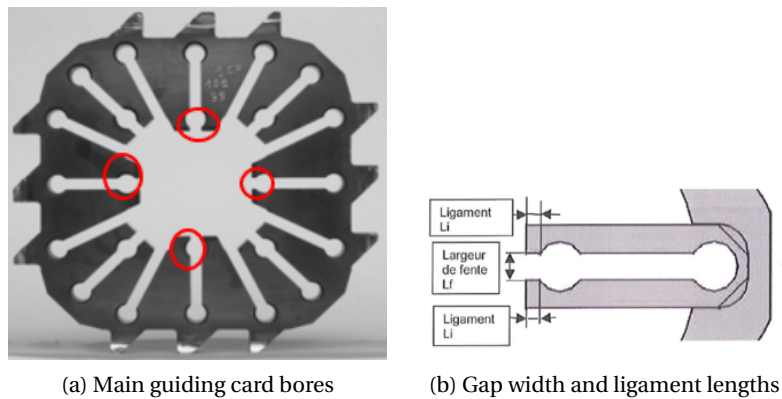 Ligament
Li
Largeur
de fente
Lf
Ligament
Li
(a) Main guiding card bores
(b) Gap width and ligament lengths